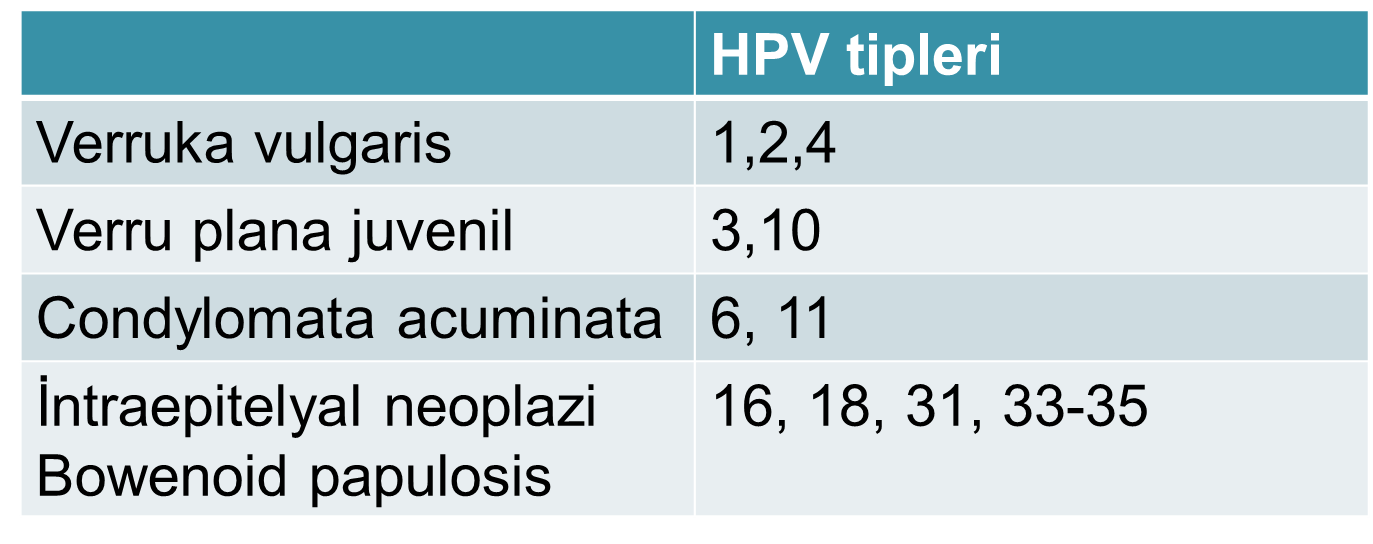 HPV tipleri
Verruka vulgaris 1,2,4
Verru plana juvenil 3,10
Condylomata acuminata 6, 11
İntraepitelyal neoplazi 16, 18, 31, 33-35
Bowenoid papulosis